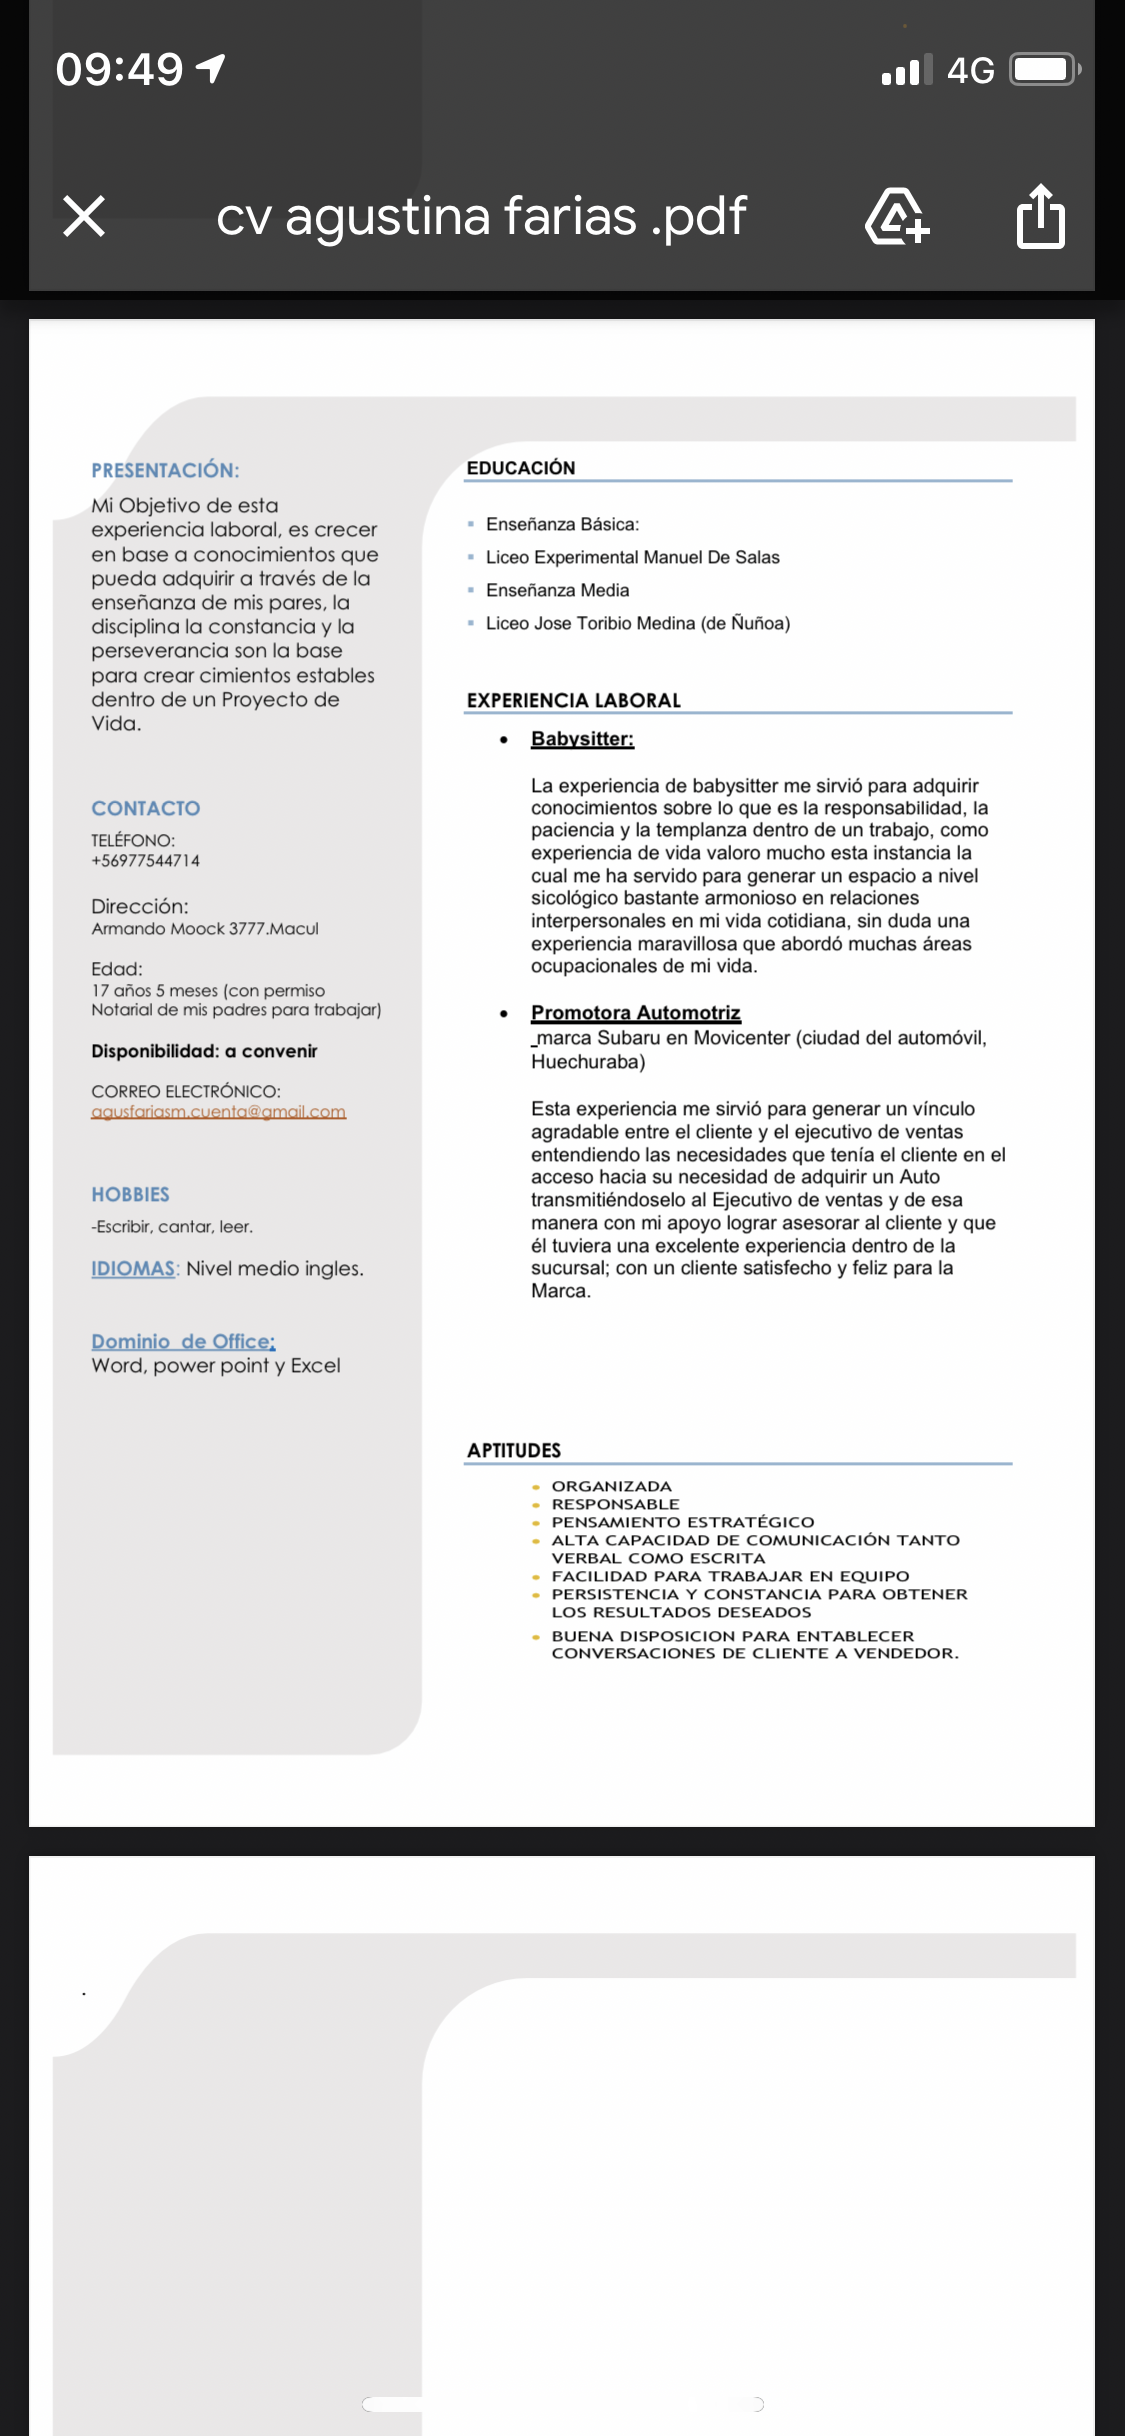 09:49
4G
cv agustina farias .pdf
PRESENTACIÓN:
Mi Objetivo de esta
experiencia laboral, es crecer
en base a conocimientos que
pueda adquirir a través de la
enseñanza de mis pares, la
disciplina la constancia y la
perseverancia son la base
para crear cimientos estables
dentro de un Proyecto de
Vida.
CONTACTO
TELÉFONO:
+56977544714
Dirección:
Armando Moock 3777.Macul
Edad:
17 años 5 meses (con permiso
Notarial de mis padres para trabajar)
Disponibilidad: a convenir
CORREO ELECTRÓNICO:
agusfariasm.cuenta@gmail.com
HOBBIES
-Escribir, cantar, leer.
IDIOMAS: Nivel medio ingles.
Dominio de Office;
Word, power point y Excel
EDUCACIÓN
Enseñanza Básica:
Liceo Experimental Manuel De Salas
Enseñanza Media
Liceo Jose Toribio Medina (de Ñuñoa)
EXPERIENCIA LABORAL
• Babysitter:
La experiencia de babysitter me sirvió para adquirir
conocimientos sobre lo que es la responsabilidad, la
paciencia y la templanza dentro de un trabajo, como
experiencia de vida valoro mucho esta instancia la
cual me ha servido para generar un espacio a nivel
sicológico bastante armonioso en relaciones
interpersonales en mi vida cotidiana, sin duda una
experiencia maravillosa que abordó muchas áreas
ocupacionales de mi vida.
• Promotora Automotriz
_marca Subaru en Movicenter (ciudad del automóvil,
Huechuraba)
Esta experiencia me sirvió para generar un vínculo
agradable entre el cliente y el ejecutivo de ventas
entendiendo las necesidades que tenía el cliente en el
acceso hacia su necesidad de adquirir un Auto
transmitiéndoselo al Ejecutivo de ventas y de esa
manera con mi apoyo lograr asesorar al cliente y que
él tuviera una excelente experiencia dentro de la
sucursal; con un cliente satisfecho y feliz para la
Marca.
APTITUDES
ORGANIZADA
RESPONSABLE
PENSAMIENTO ESTRATÉGICO
ALTA CAPACIDAD DE COMUNICACIÓN TANTO
VERBAL COMO ESCRITA
FACILIDAD PARA TRABAJAR EN EQUIPO
PERSISTENCIA Y CONSTANCIA PARA OBTENER
LOS RESULTADOS DESEADOS
BUENA DISPOSICION PARA ENTABLECER
CONVERSACIONES DE CLIENTE A VENDEDOR.
.